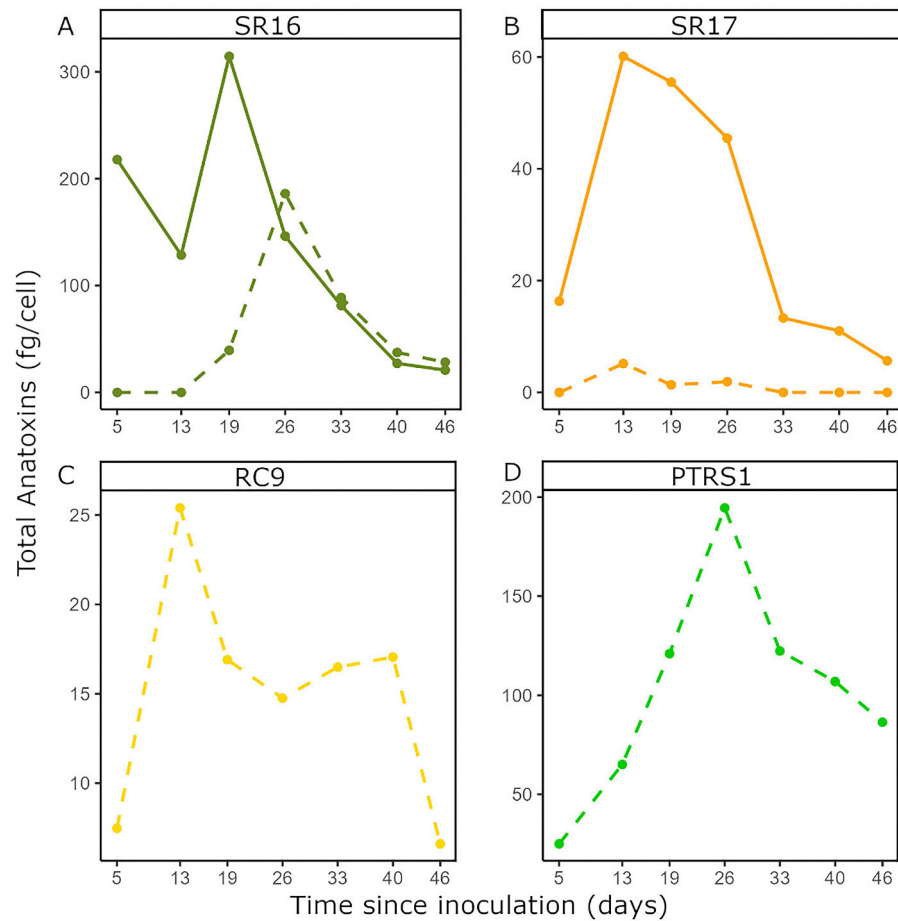 A SR16
300
200
100
0
5 13 19 26 33 40 46
B SR17
60
40
20
0
5 13 19 26 33 40 46
C RC9
25
20
15
10
5 13 19 26 33 40 46
D PTRS1
200
150
100
50
5 13 19 26 33 40 46
Total Anatoxins (fg/cell)
Time since inoculation (days)